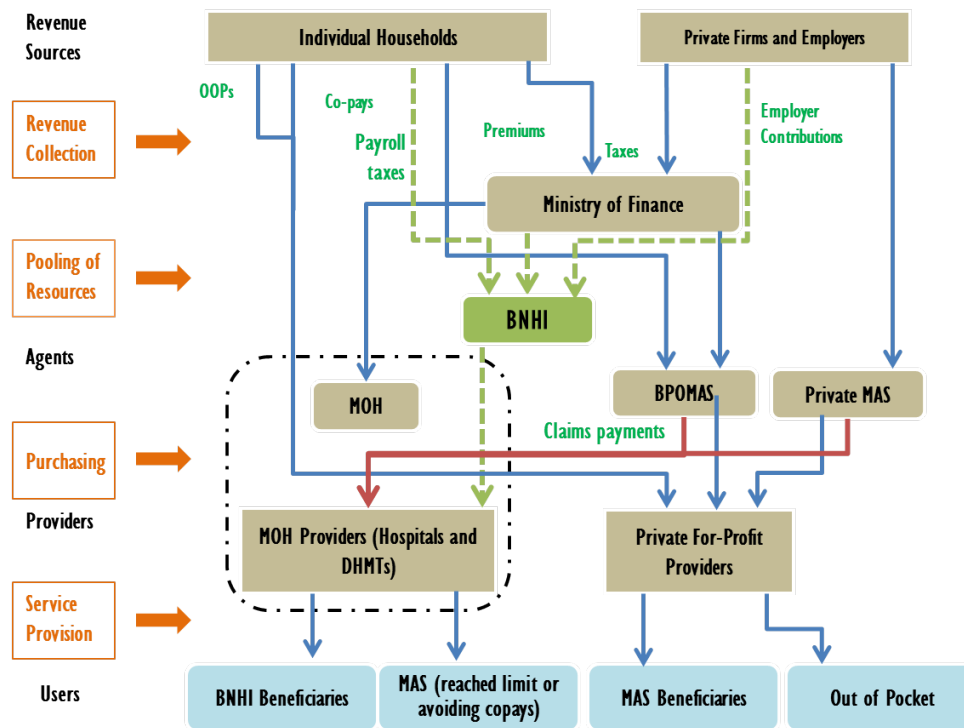 Revenue
Sources
Individual Households
Private Firms and Employers
OOPs
Co-pays
Employer
Contributions
Revenue
Collection
Payroll
taxes
Premiums
Taxes
Ministry of Finance
Pooling of
Resources
BNHI
Agents
MOH
BPOMAS
Private MAS
Claims payments
Purchasing
Providers
MOH Providers (Hospitals and
DHMTs)
Private For-Profit
Providers
Service
Provision
Users
BNHI Beneficiaries
MAS (reached limit or
avoiding copays)
MAS Beneficiaries
Out of Pocket